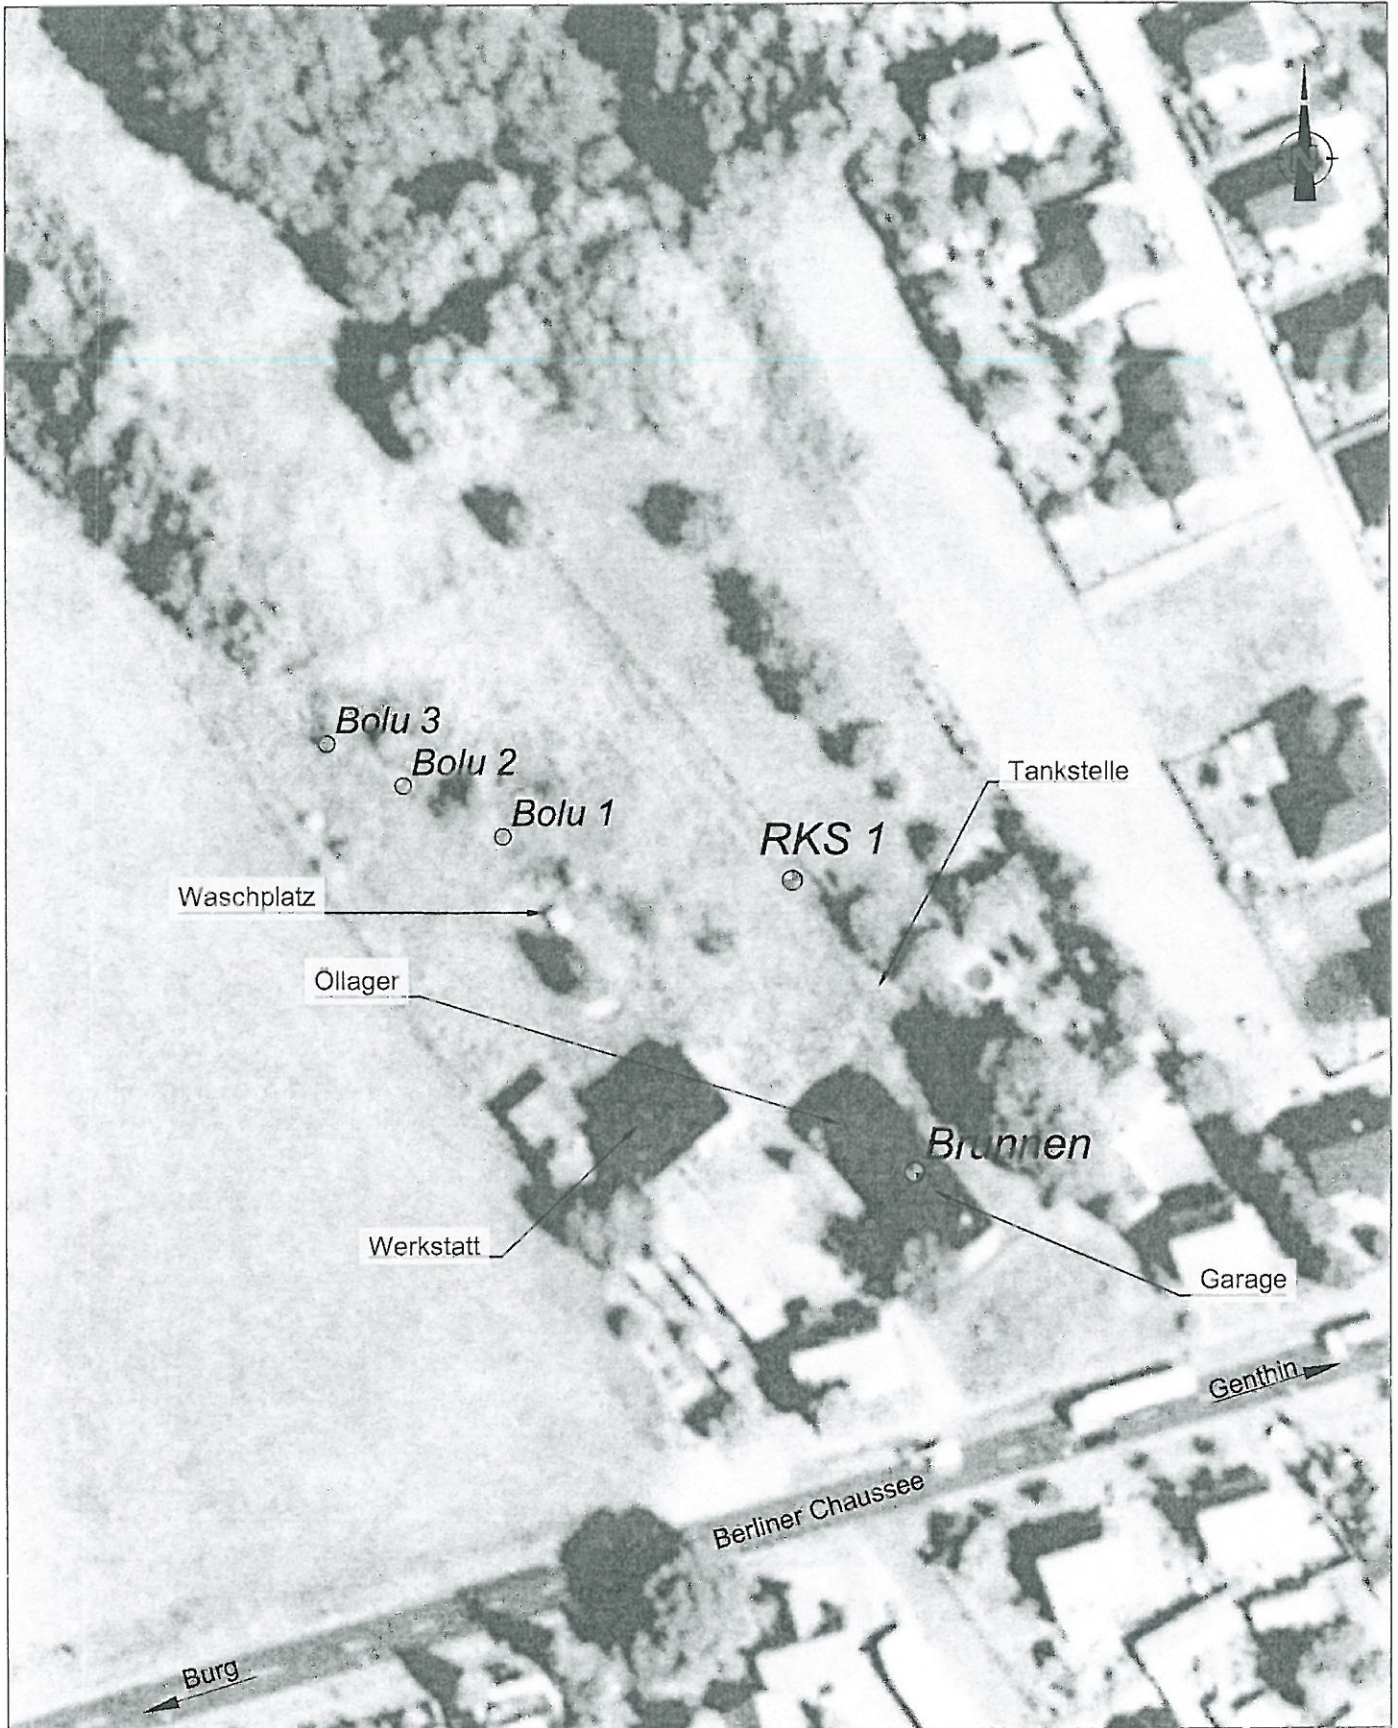 N
Bolu 3
Bolu 2
Tankstelle
Bolu 1
RKS 1
Waschplatz
Öllager
Brunnen
Werkstatt
Garage
Genthin
Berliner Chaussee
Burg